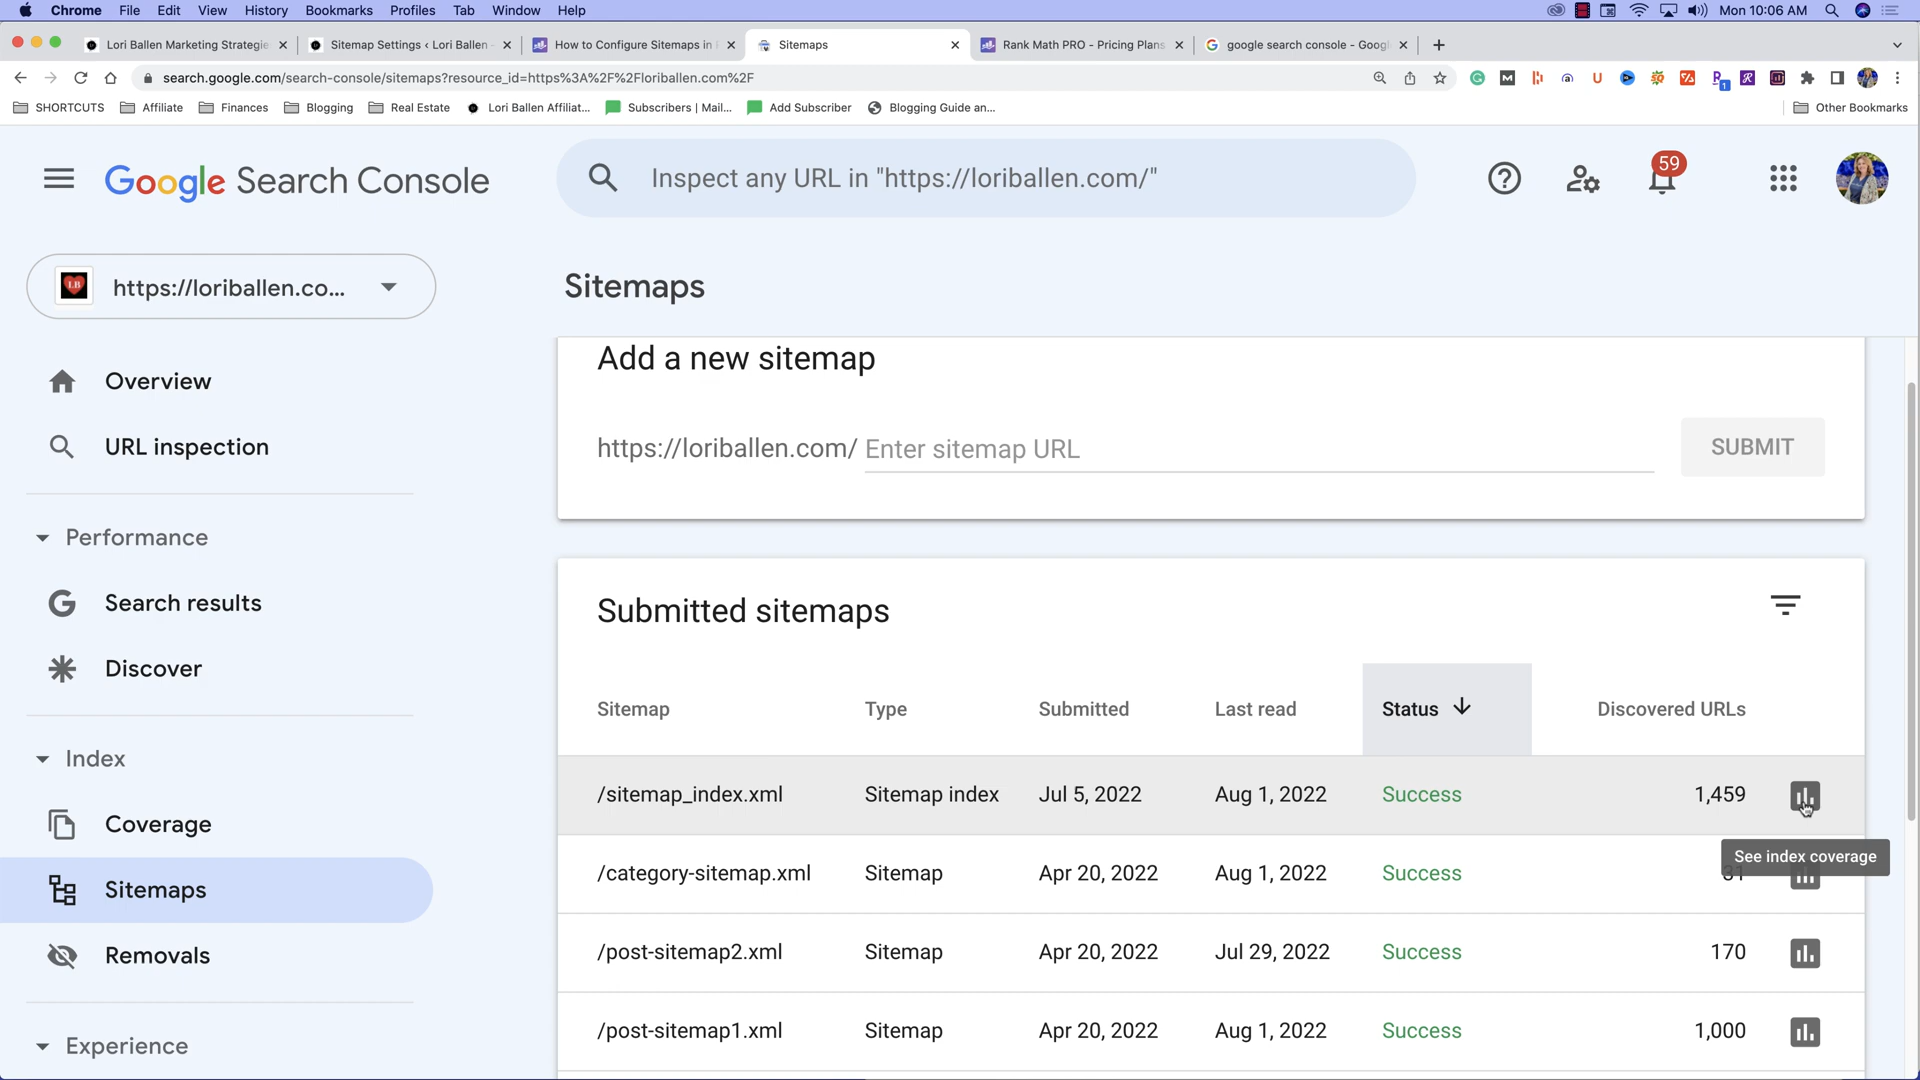 Chrome File Edit View History Bookmarks Profiles Tab Window Help Mon 10:06 AM
Lori Ballen Marketing Strategie Sitemap Settings ‹ Lori Ballen How to Configure Sitemaps in Sitemaps Rank Math PRO - Pricing Plans google search console - Goog
search.google.com/search-console/sitemaps?resource_id=https%3A%2F%2Floriballen.com%2F
SHORTCUTS Affiliate Finances Blogging Real Estate Lori Ballen Affiliat... Subscribers | Mail... Add Subscriber Blogging Guide an... Other Bookmarks
Google Search Console
Inspect any URL in "https://loriballen.com/"
59
https://loriballen.co...
Overview
URL inspection
Performance
Search results
Discover
Index
Coverage
Sitemaps
Removals
Experience
Sitemaps
Add a new sitemap
https://loriballen.com/ Enter sitemap URL
SUBMIT
Submitted sitemaps
Sitemap Type Submitted Last read Status Discovered URLs
/sitemap_index.xml Sitemap index Jul 5, 2022 Aug 1, 2022 Success 1,459
See index coverage
/category-sitemap.xml Sitemap Apr 20, 2022 Aug 1, 2022 Success
/post-sitemap2.xml Sitemap Apr 20, 2022 Jul 29, 2022 Success 170
/post-sitemap1.xml Sitemap Apr 20, 2022 Aug 1, 2022 Success 1,000